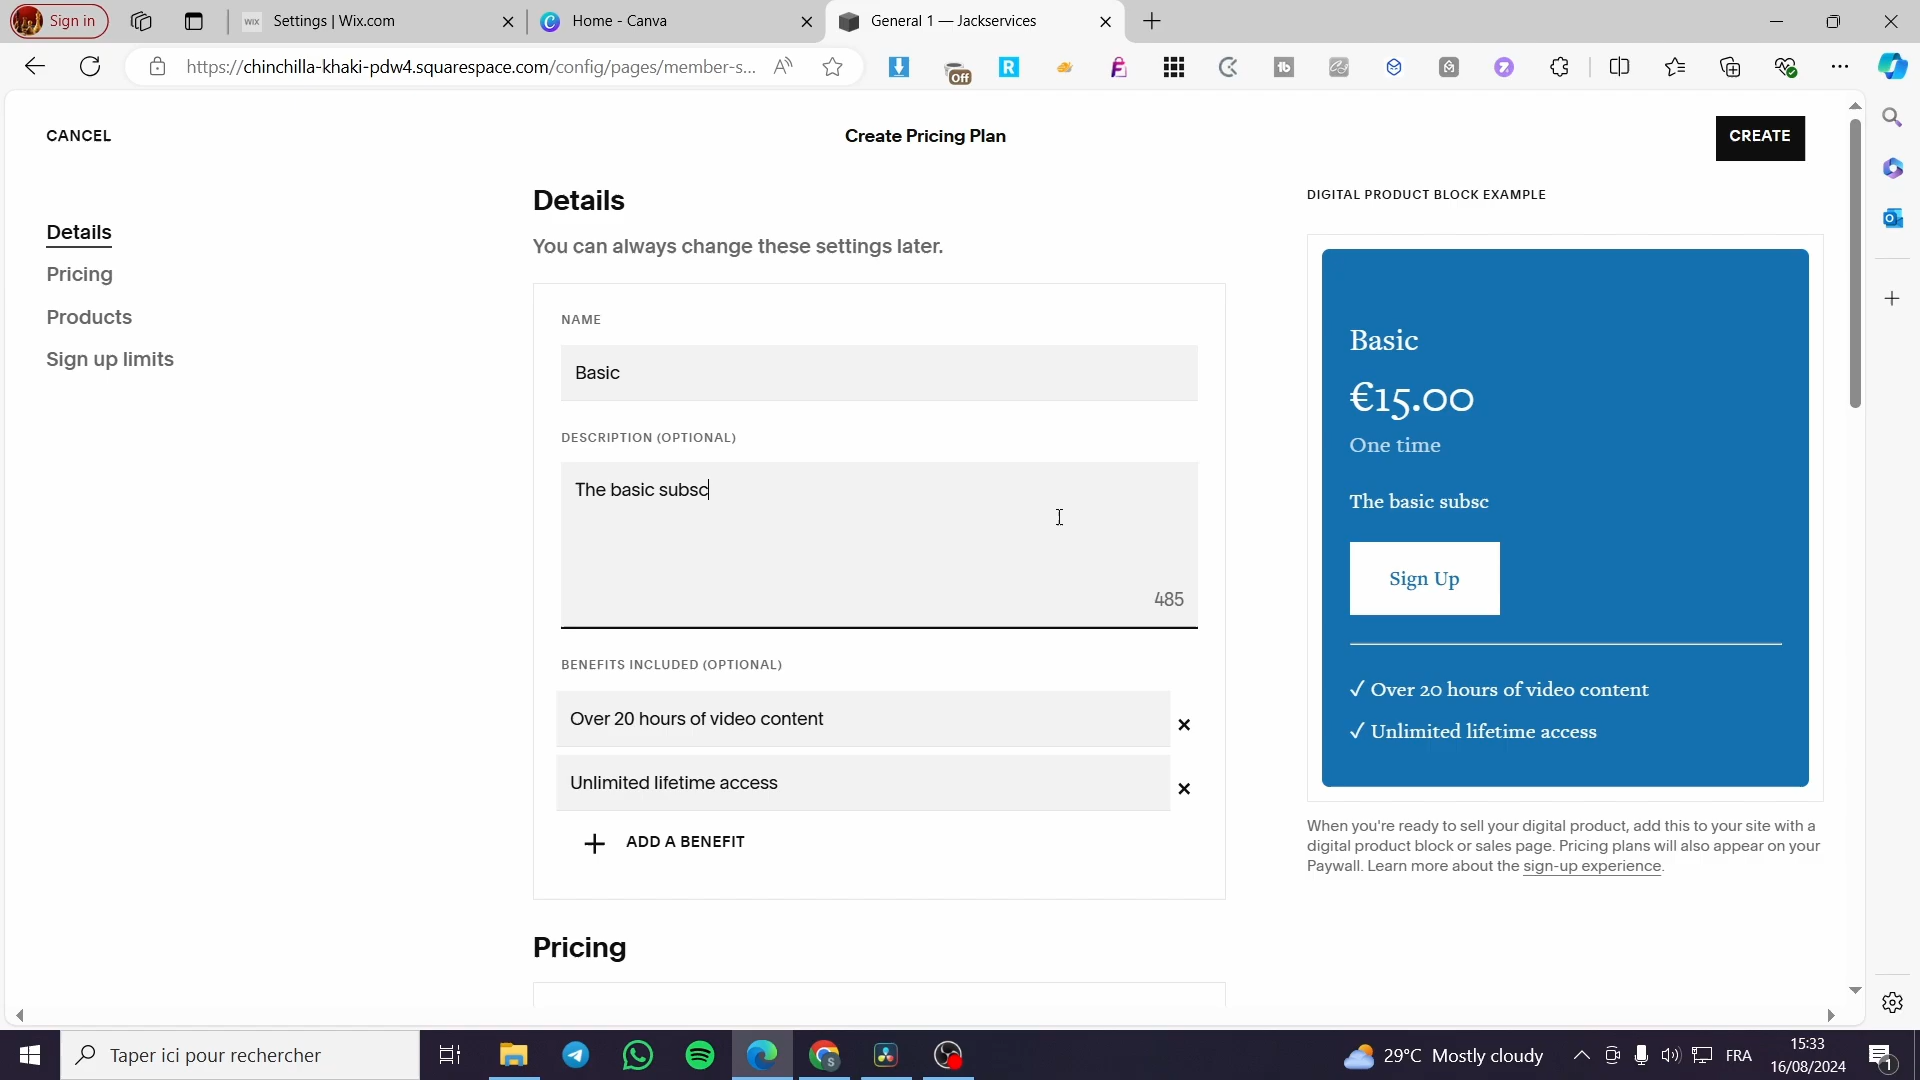 Sign in
WIX Settings | Wix.com
Home - Canva
General 1 — Jackservices
https://chinchilla-khaki-pdw4.squarespace.com/config/pages/member-s...
Off
CANCEL
Create Pricing Plan
CREATE
Details
Pricing
Products
Sign up limits
Details
You can always change these settings later.
NAME
Basic
DESCRIPTION (OPTIONAL)
The basic subsc
485
BENEFITS INCLUDED (OPTIONAL)
Over 20 hours of video content
Unlimited lifetime access
ADD A BENEFIT
Pricing
DIGITAL PRODUCT BLOCK EXAMPLE
Basic
€15.00
One time
The basic subsc
Sign Up
✓ Over 20 hours of video content
✓ Unlimited lifetime access
When you're ready to sell your digital product, add this to your site with a
digital product block or sales page. Pricing plans will also appear on your
Paywall. Learn more about the sign-up experience.
Taper ici pour rechercher
29°C Mostly cloudy
FRA
15:33
16/08/2024
1